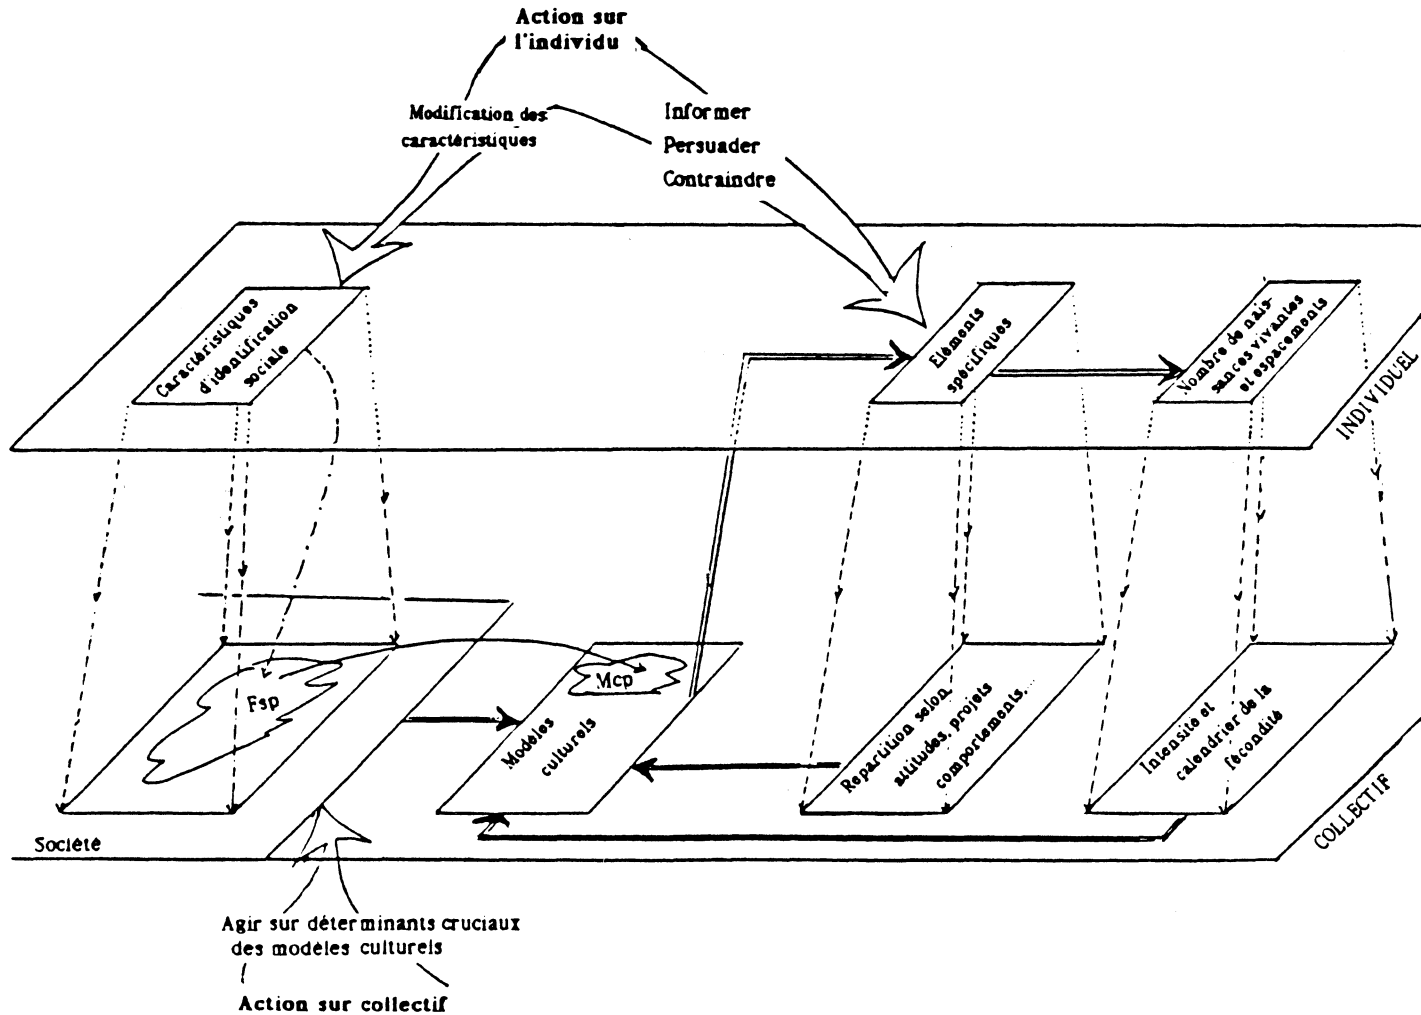 Action sur
l'individu
Modification des
caractéristiques
Informer
Persuader
Contraindre
Caractéristiques
d'identification
sociale
Eléments
spécifiques
Nombre de nais-
sances vivantes
et espacements
INDIVIDUEL
Fsp
Mcp
Modèles
culturels
Repartition selon
attitudes, projets
comportements.
Intensite et
calendrier de la
fécondité
COLLECTIF
Société
Agir sur déterminants cruciaux
des modèles culturels
Action sur collectif